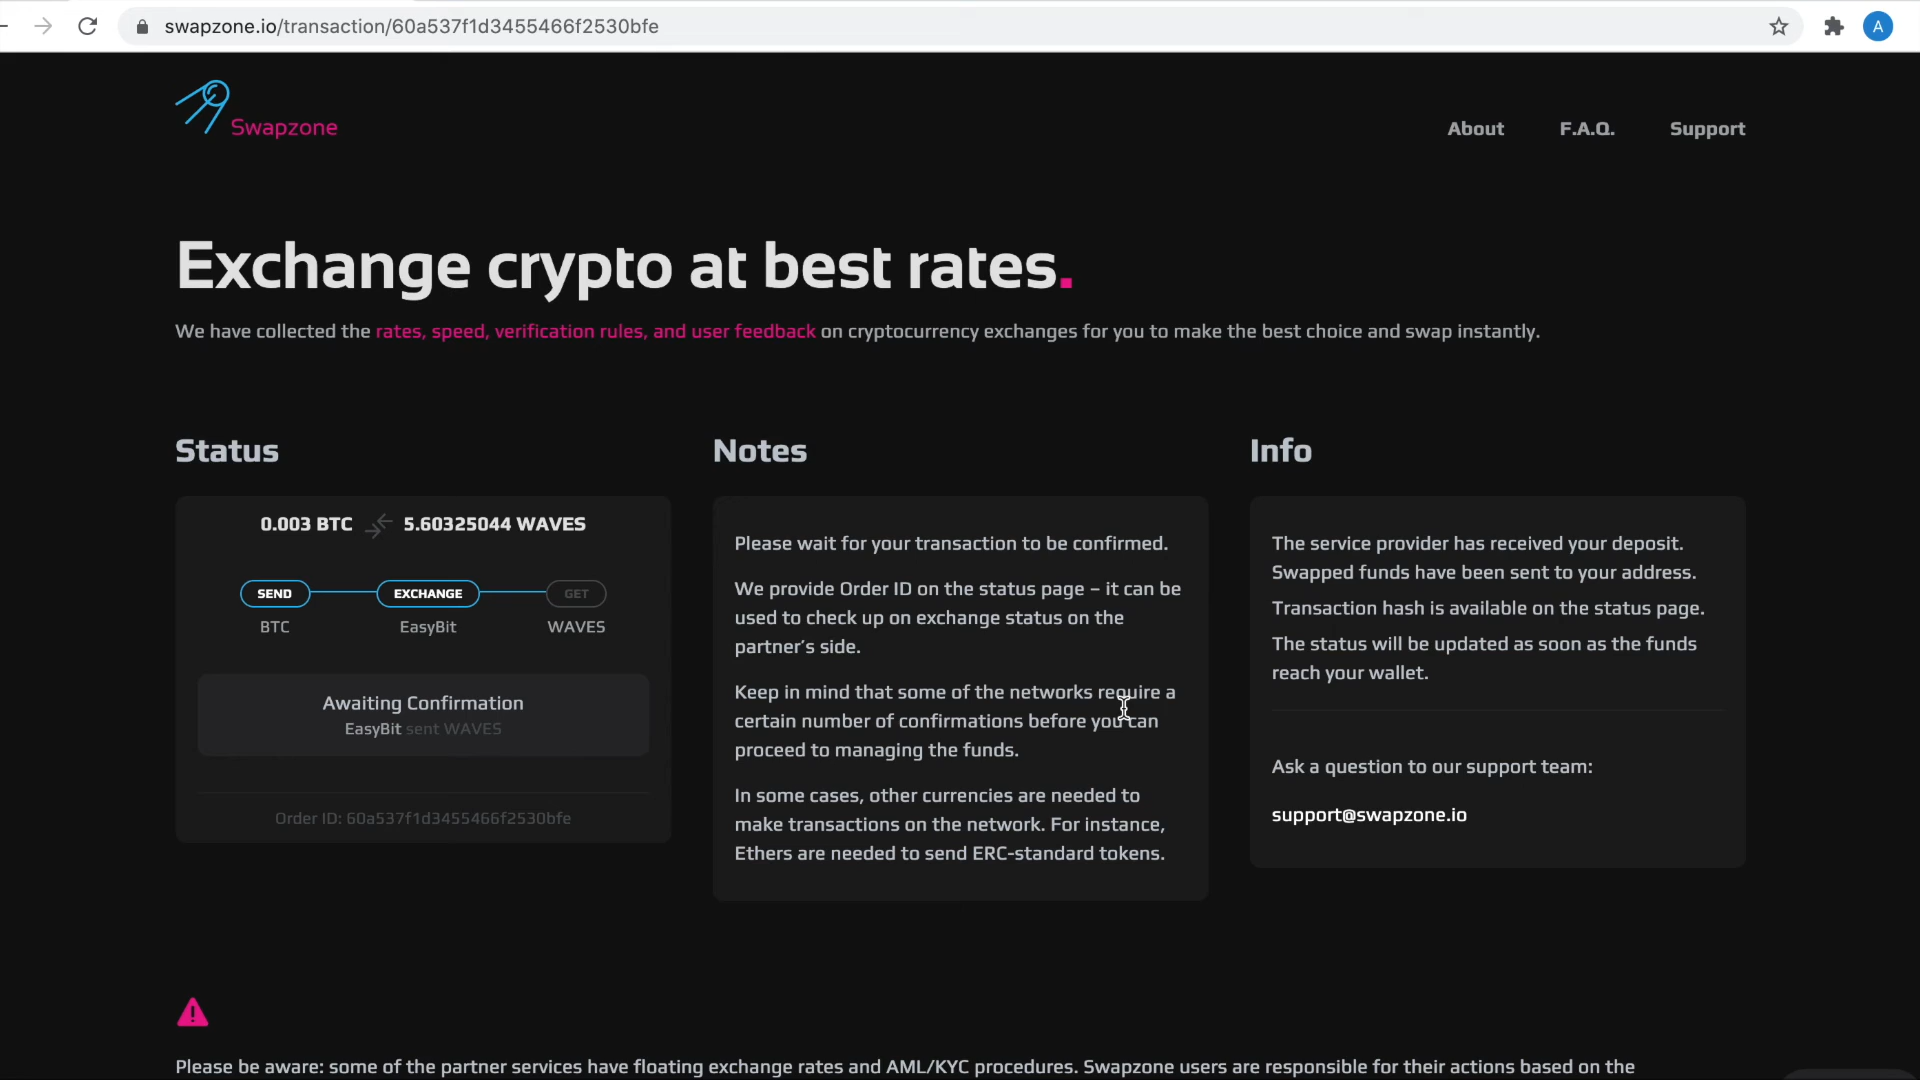 swapzone.io/transaction/60a537f1d3455466f2530bfe
A
Swapzone
About
F.A.Q.
Support
Exchange crypto at best rates.
We have collected the rates, speed, verification rules, and user feedback on cryptocurrency exchanges for you to make the best choice and swap instantly.
Status
0.003 BTC 5.60325044 WAVES
SEND EXCHANGE GET
BTC EasyBit WAVES
Awaiting Confirmation
EasyBit sent WAVES
Order ID: 60a537f1d3455466f2530bfe
Notes
Please wait for your transaction to be confirmed.
We provide Order ID on the status page – it can be
used to check up on exchange status on the
partner’s side.
Keep in mind that some of the networks require a
certain number of confirmations before you can
proceed to managing the funds.
In some cases, other currencies are needed to
make transactions on the network. For instance,
Ethers are needed to send ERC-standard tokens.
Info
The service provider has received your deposit.
Swapped funds have been sent to your address.
Transaction hash is available on the status page.
The status will be updated as soon as the funds
reach your wallet.
Ask a question to our support team:
support@swapzone.io
Please be aware: some of the partner services have floating exchange rates and AML/KYC procedures. Swapzone users are responsible for their actions based on the